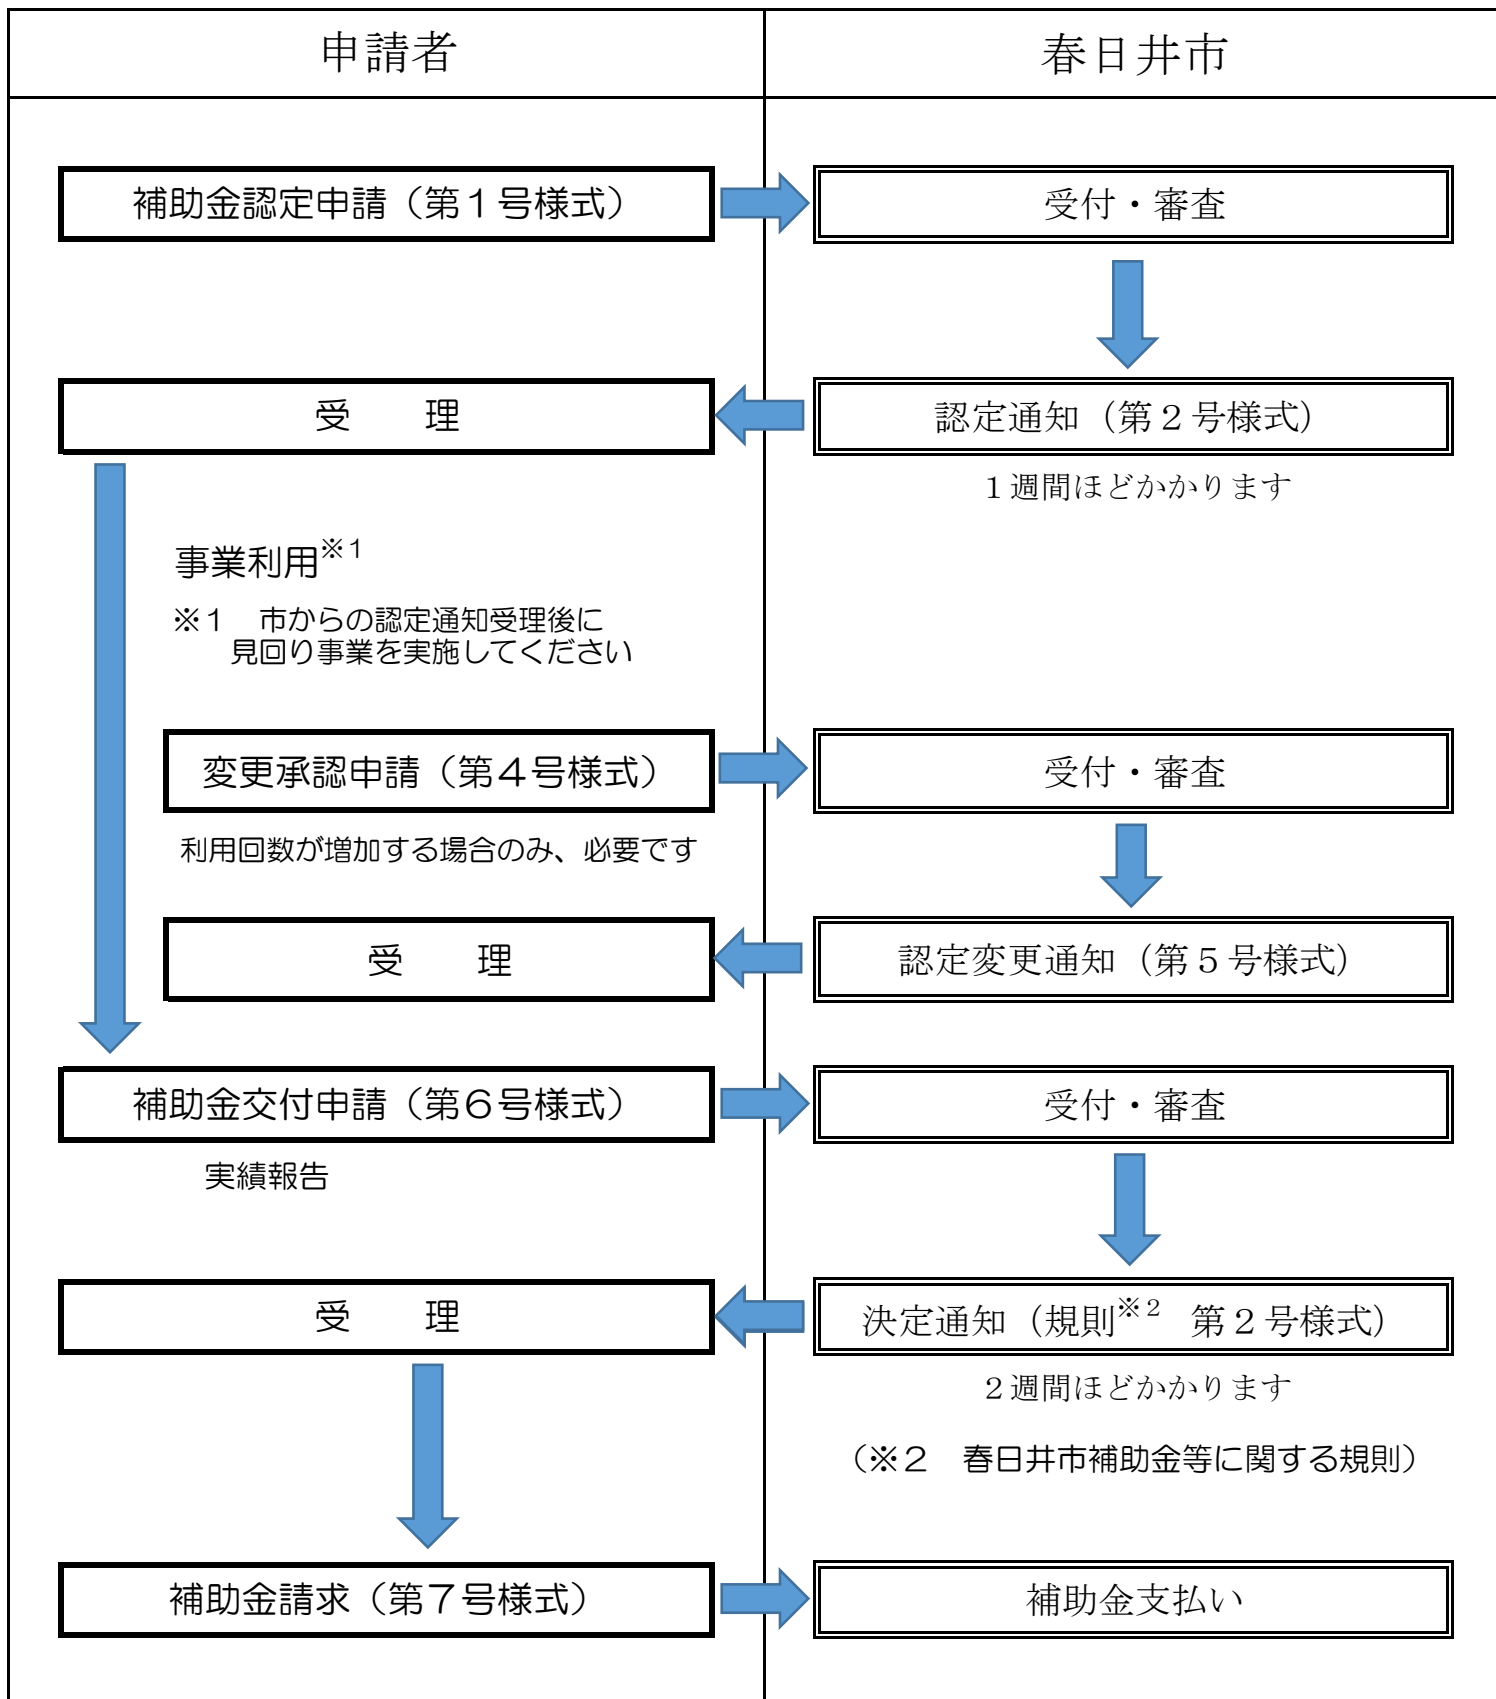 申請者
春日井市
補助金認定申請（第１号様式）
受付・審査
受　　理
認定通知（第２号様式）
１週間ほどかかります
事業利用※１
※１　市からの認定通知受理後に
見回り事業を実施してください
変更承認申請（第４号様式）
受付・審査
利用回数が増加する場合のみ、必要です
受　　理
認定変更通知（第５号様式）
補助金交付申請（第６号様式）
受付・審査
実績報告
受　　理
決定通知（規則※２　第２号様式）
２週間ほどかかります
（※２　春日井市補助金等に関する規則）
補助金請求（第７号様式）
補助金支払い